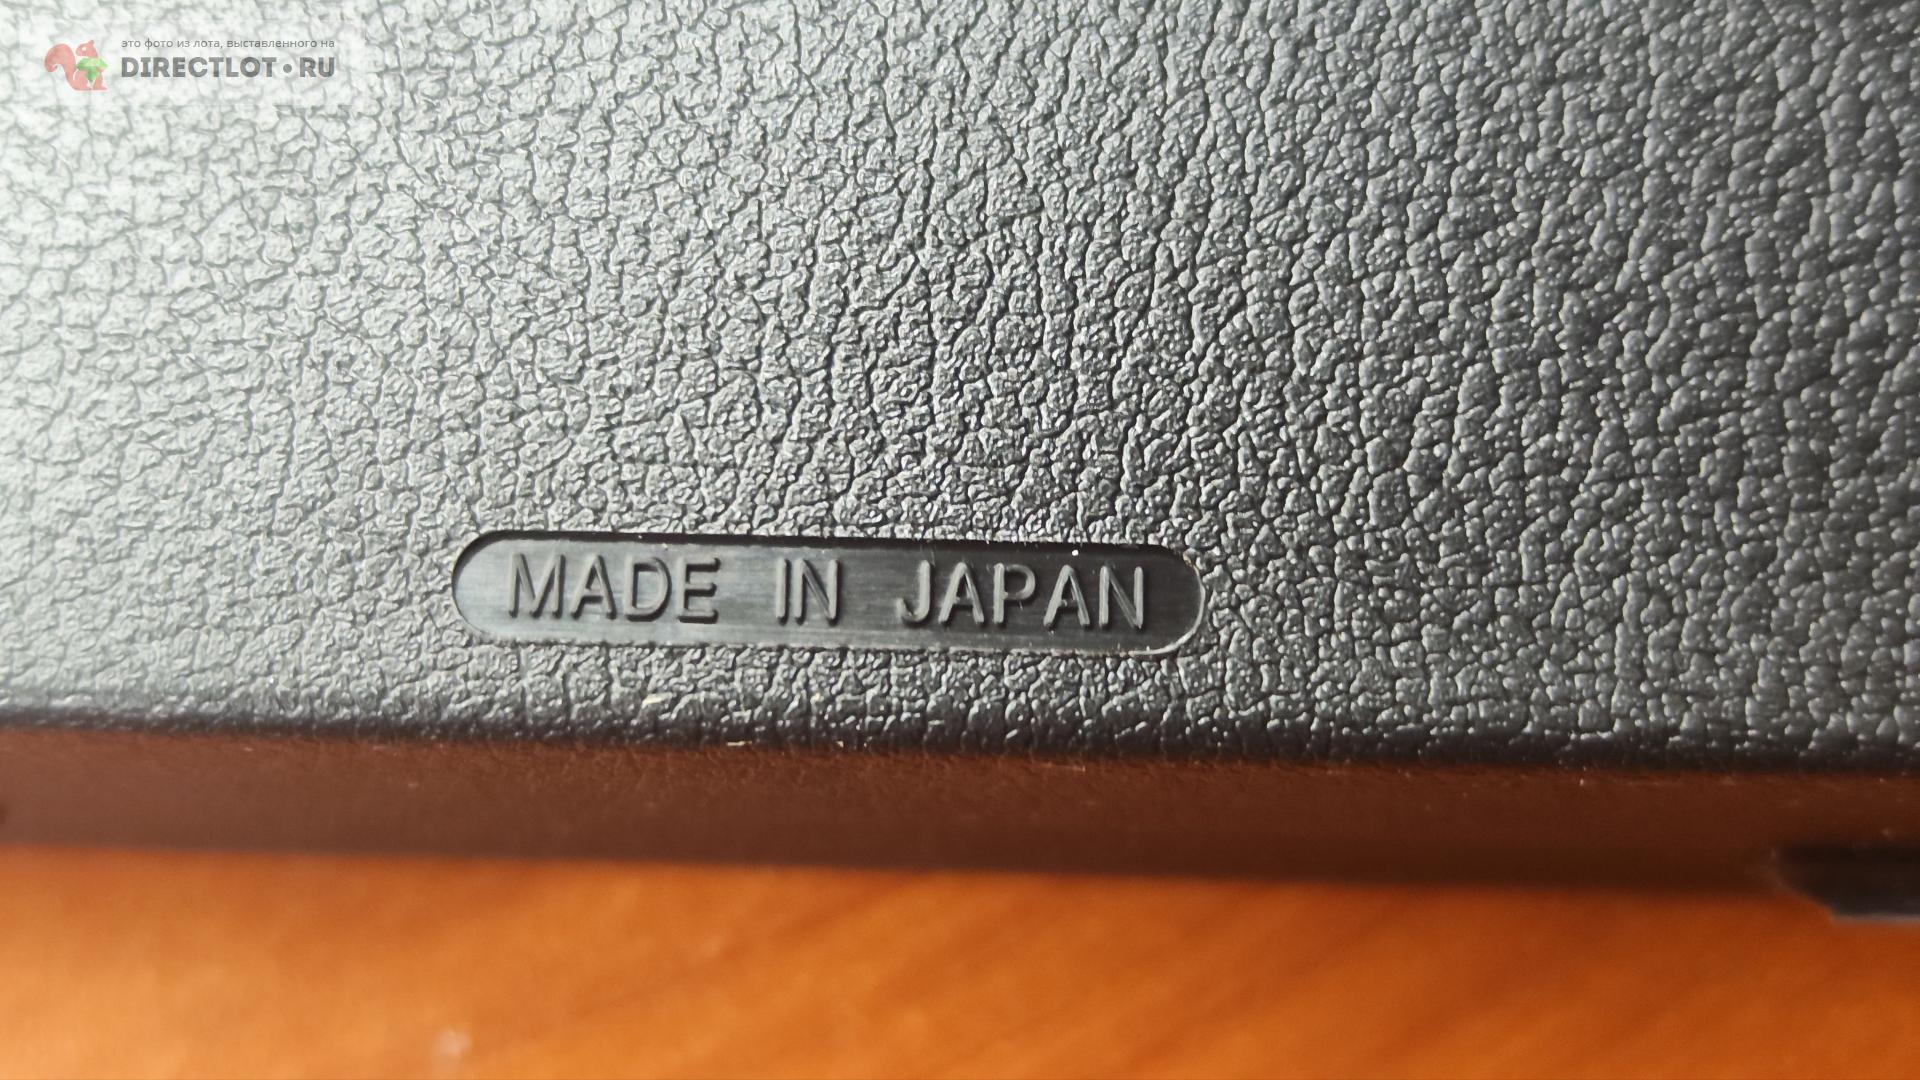 это фото из лота, выставленного на
DIRECTLOT•RU
MADE IN JAPAN